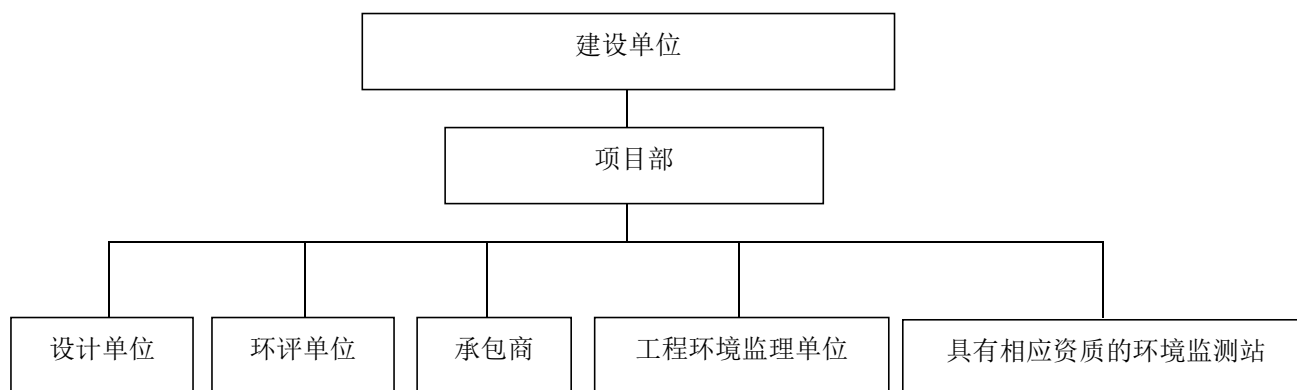 建设单位
项目部
设计单位
环评单位
承包商
工程环境监理单位
具有相应资质的环境监测站